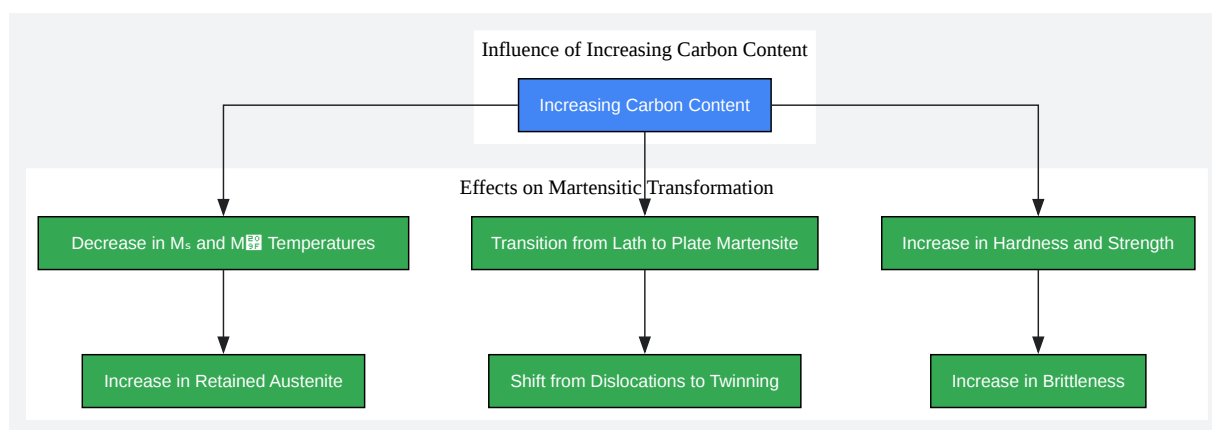 Influence of Increasing Carbon Content
Increasing Carbon Content
Effects on Martensitic Transformation
Decrease in Mₛ and M Temperatures
Transition from Lath to Plate Martensite
Increase in Hardness and Strength
Increase in Retained Austenite
Shift from Dislocations to Twinning
Increase in Brittleness